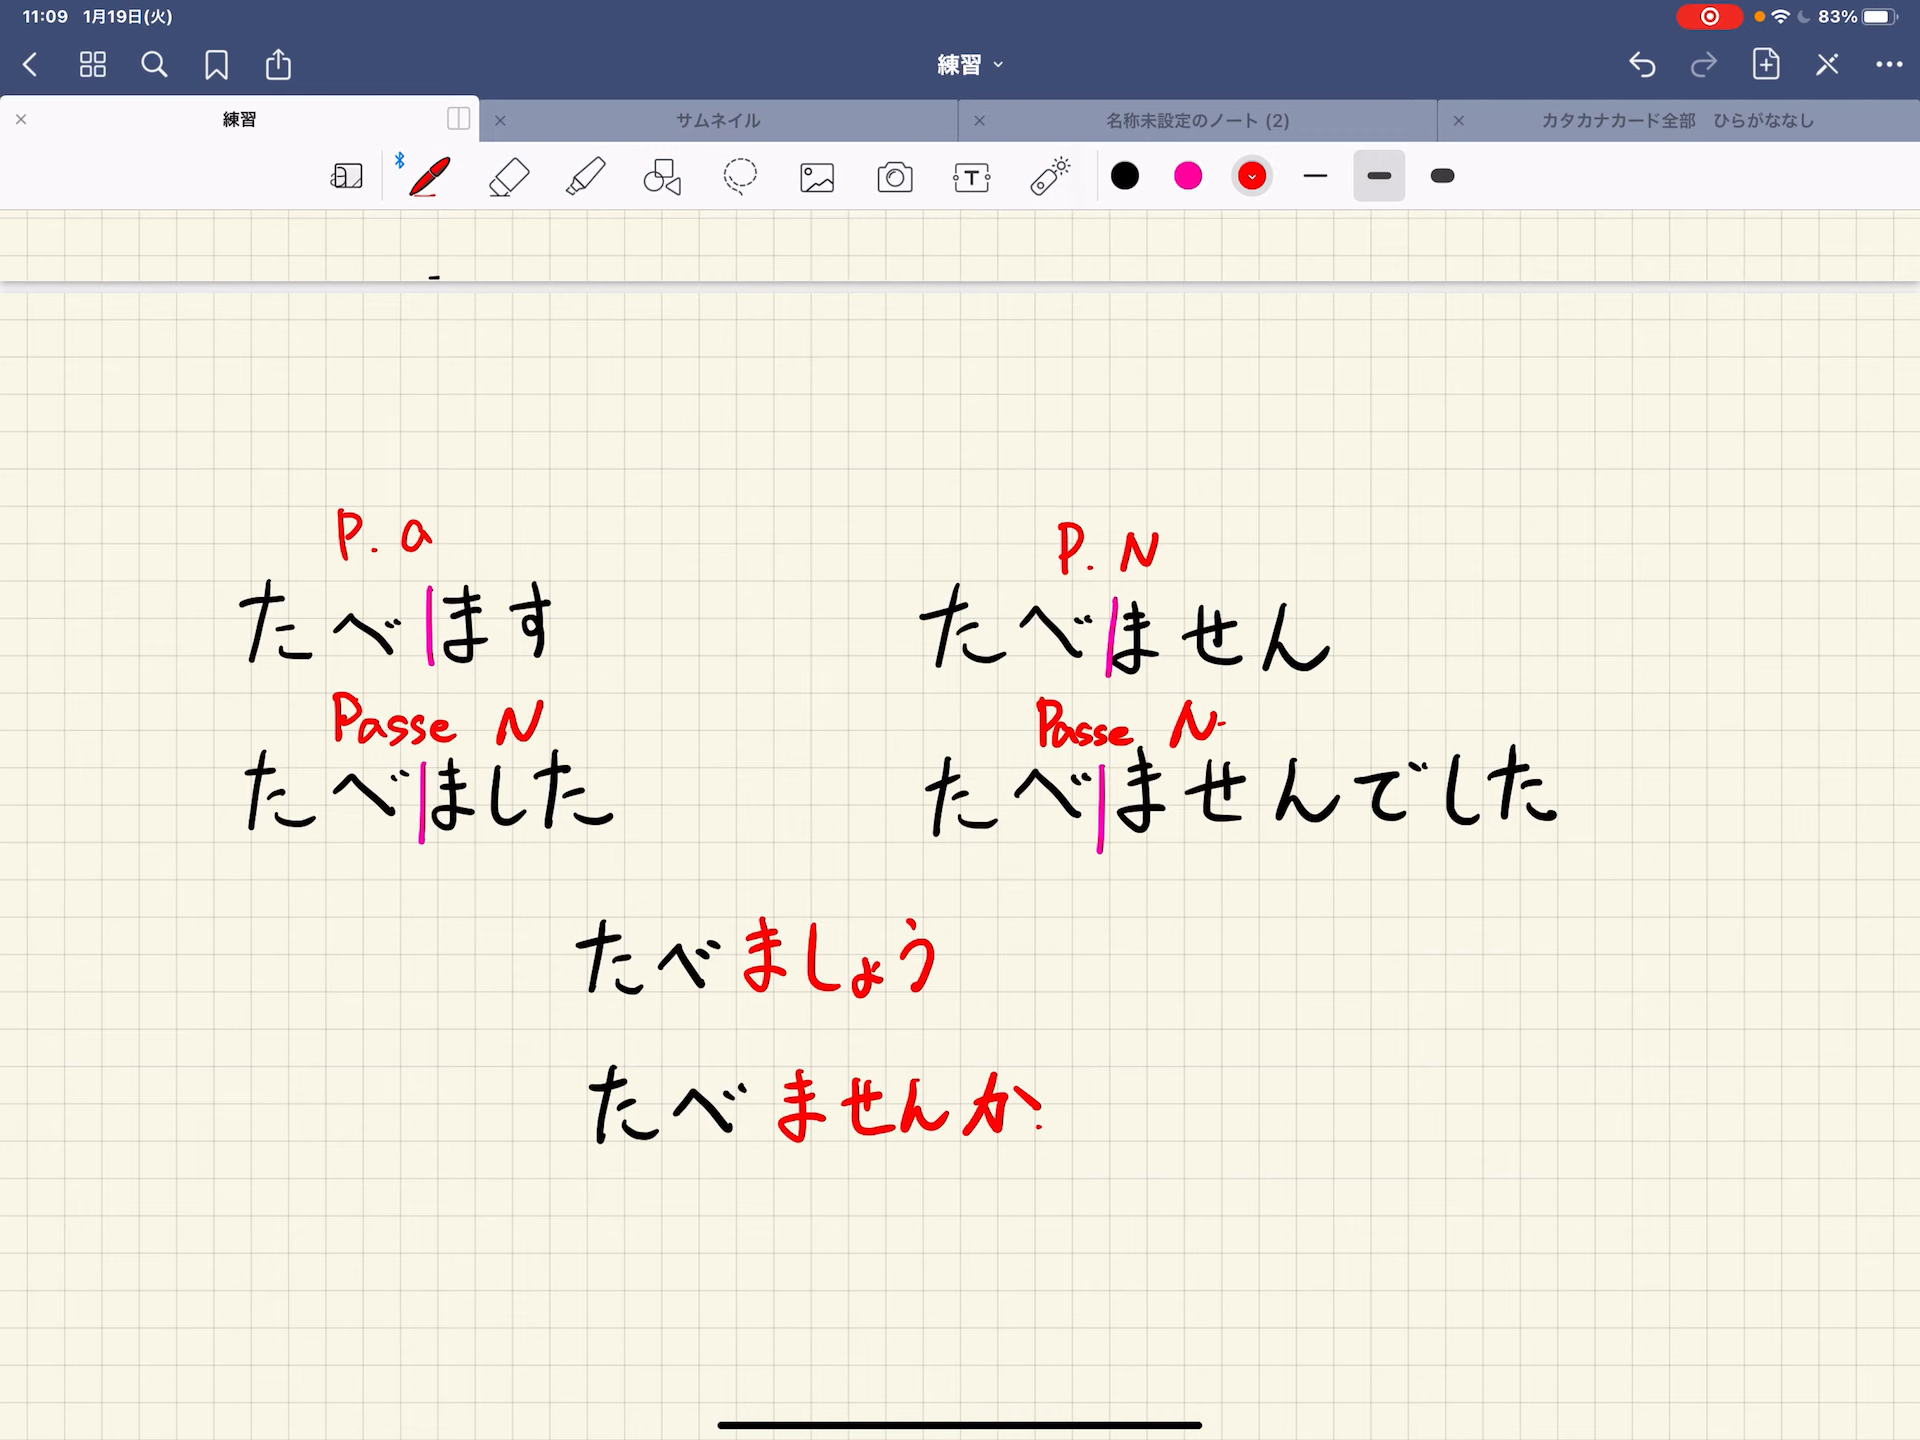 11:09 1月19日(火) 83%
練習
練習 サムネイル 名称未設定のノート (2) カタカナカード全部 ひらがななし
P. a P. N
たべます たべません
Passe N Passe N
たべました たべませんでした
たべましょう
たべませんか